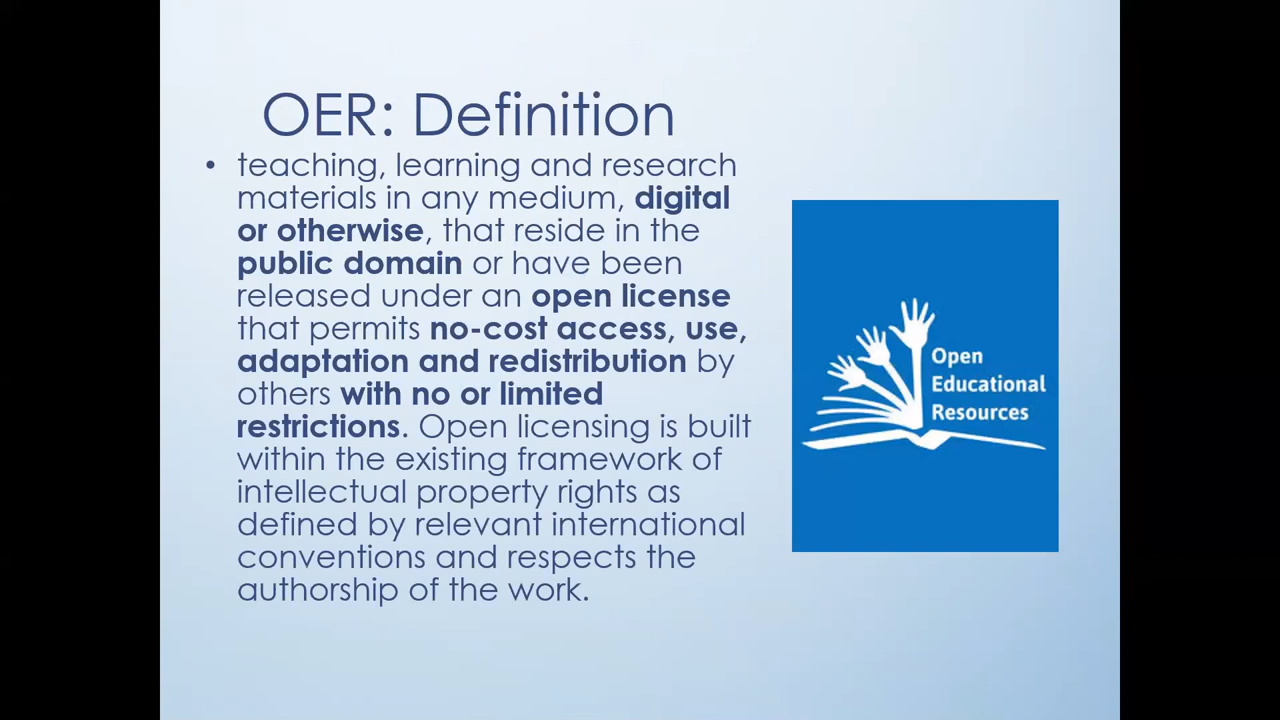 OER: Definition
• teaching, learning and research
materials in any medium, digital
or otherwise, that reside in the
public domain or have been
released under an open license
that permits no-cost access, use,
adaptation and redistribution by
others with no or limited
restrictions. Open licensing is built
within the existing framework of
intellectual property rights as
defined by relevant international
conventions and respects the
authorship of the work.
Open
Educational
Resources